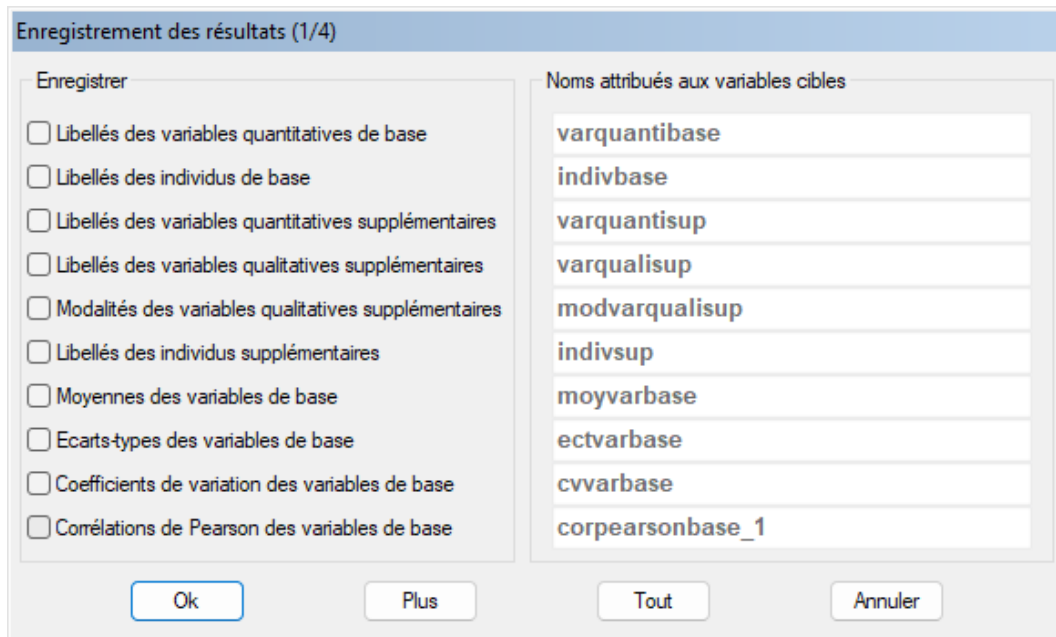 Enregistrement des résultats (1/4)
Enregistrer
Noms attribués aux variables cibles
Libellés des variables quantitatives de base
varquantibase
Libellés des individus de base
indivbase
Libellés des variables quantitatives supplémentaires
varquantisup
Libellés des variables qualitatives supplémentaires
varqualisup
Modalités des variables qualitatives supplémentaires
modvarqualisup
Libellés des individus supplémentaires
indivsup
Moyennes des variables de base
moyvarbase
Ecarts-types des variables de base
ectvarbase
Coefficients de variation des variables de base
cvvarbase
Corrélations de Pearson des variables de base
corpearsonbase_1
Ok
Plus
Tout
Annuler